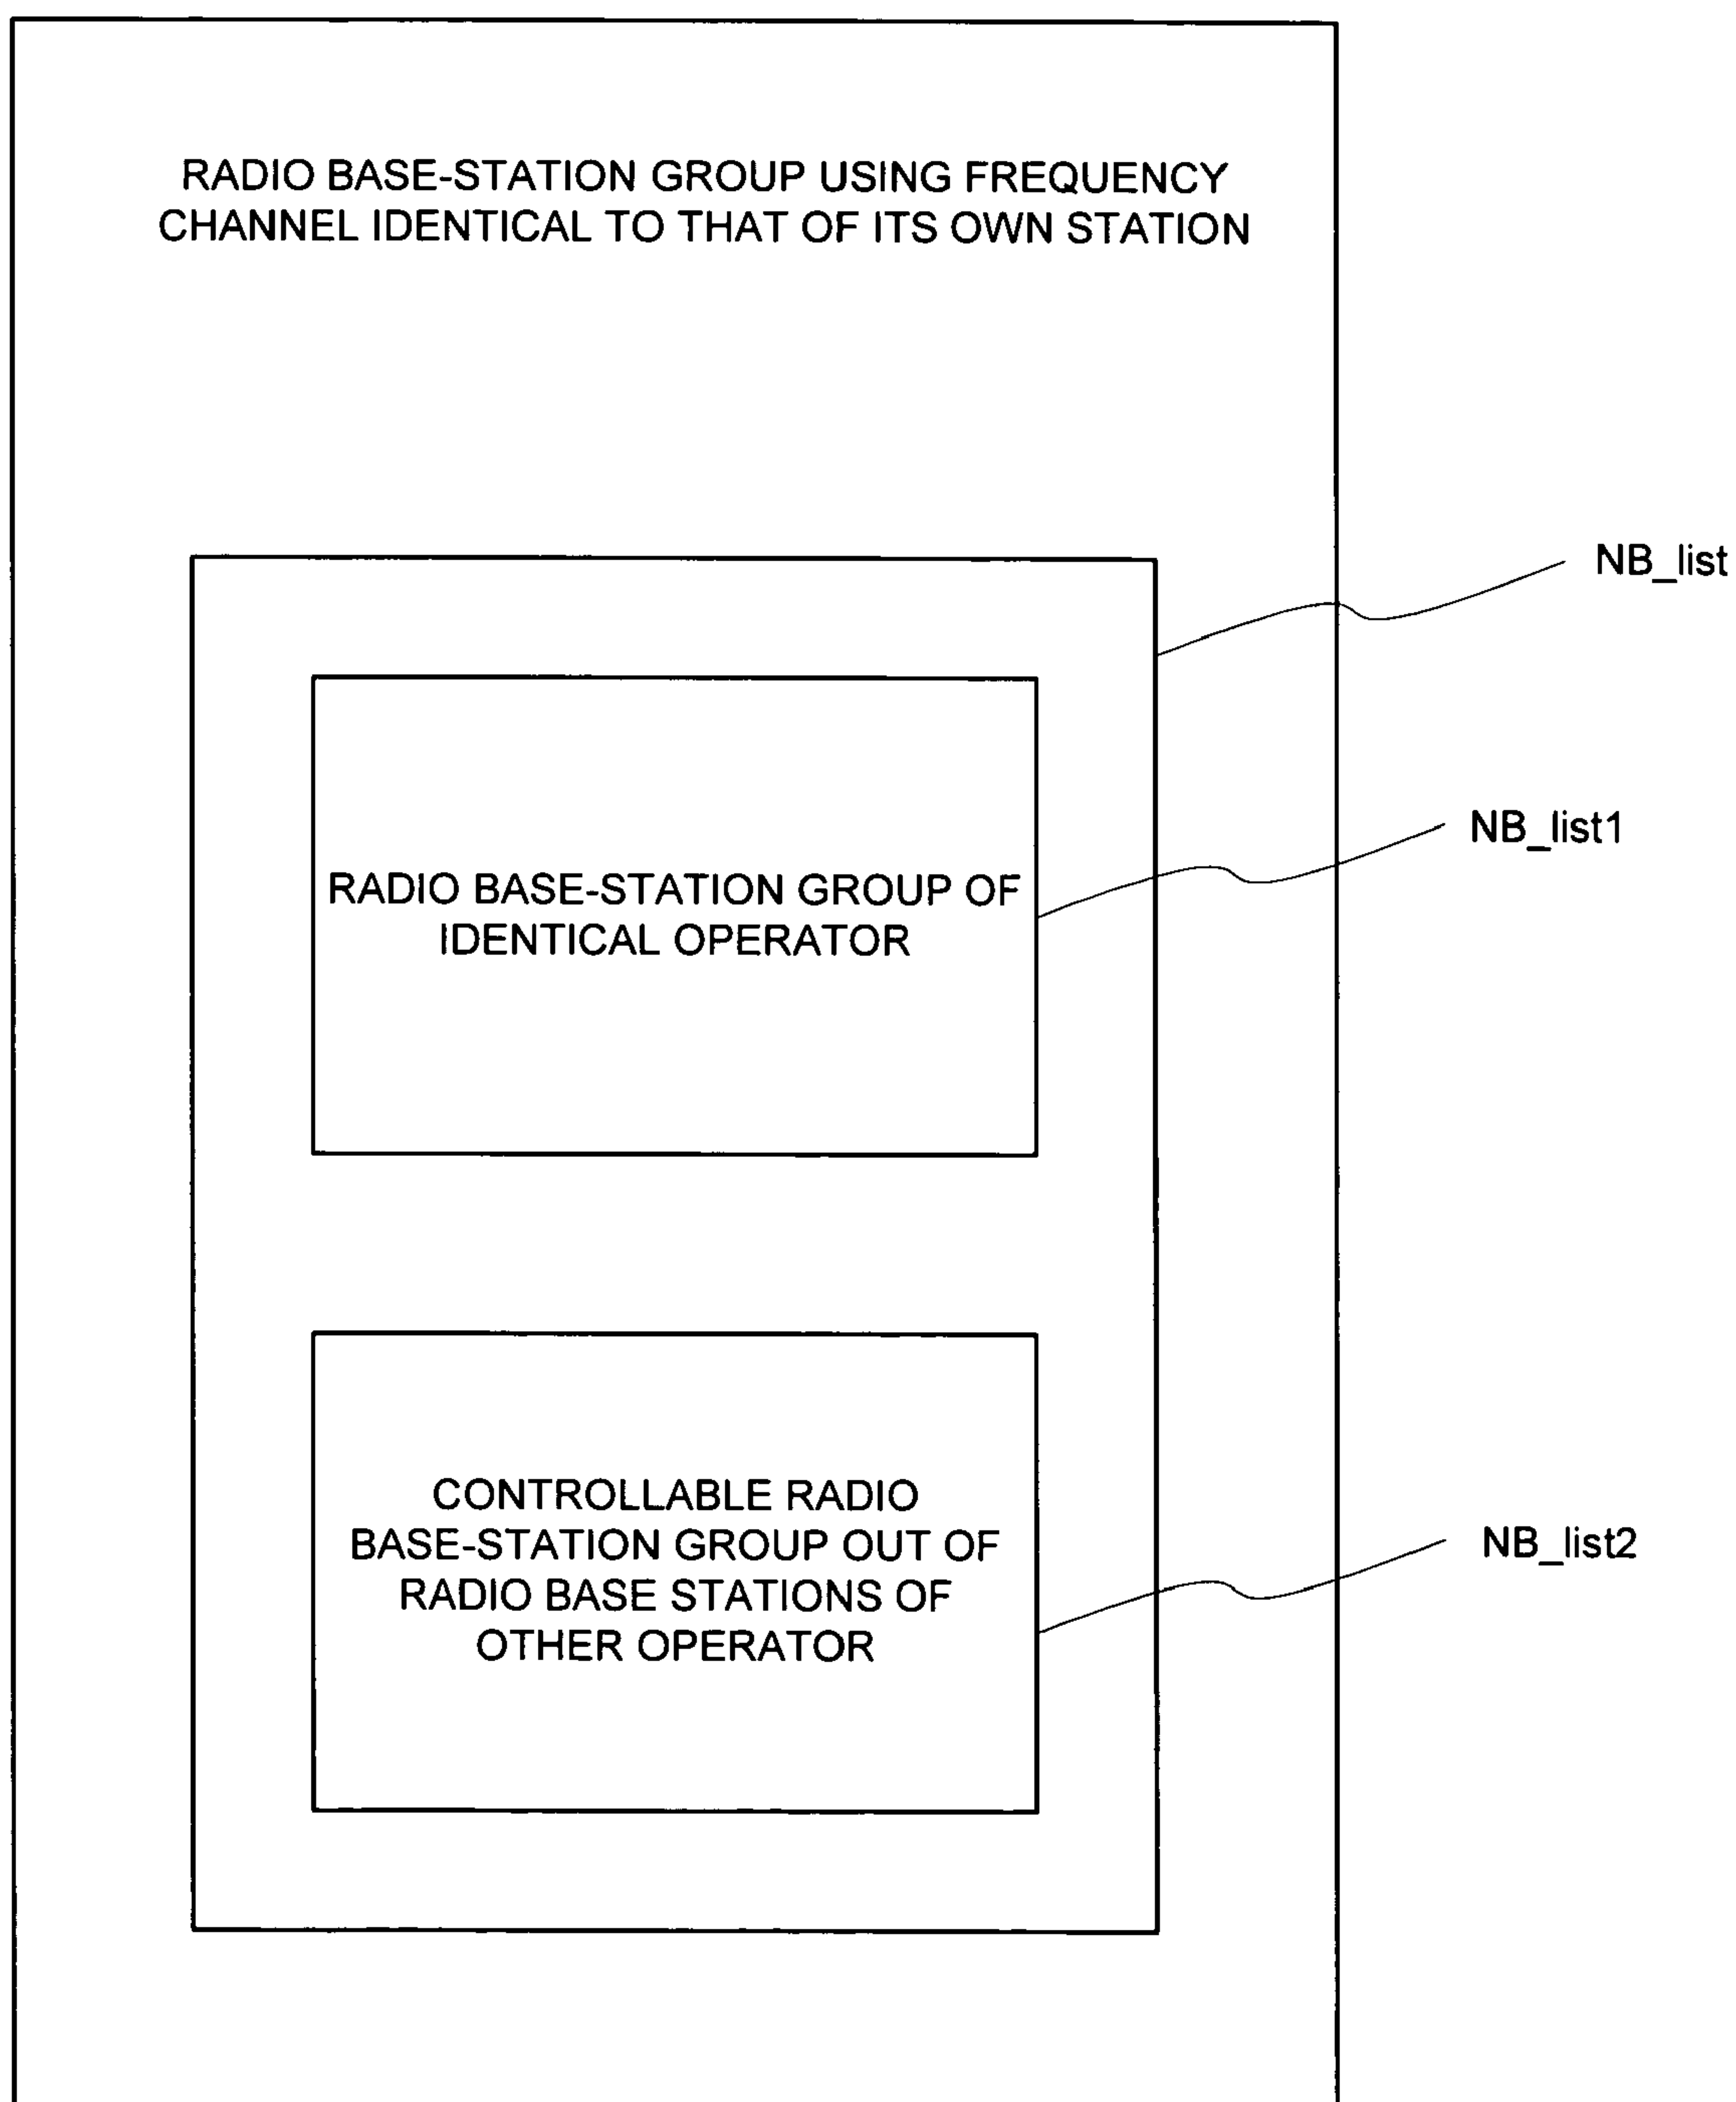 RADIO BASE-STATION GROUP USING FREQUENCY
CHANNEL IDENTICAL TO THAT OF ITS OWN STATION
NB_list
NB_list1
RADIO BASE-STATION GROUP OF
IDENTICAL OPERATOR
CONTROLLABLE RADIO
BASE-STATION GROUP OUT OF
RADIO BASE STATIONS OF
OTHER OPERATOR
NB_list2